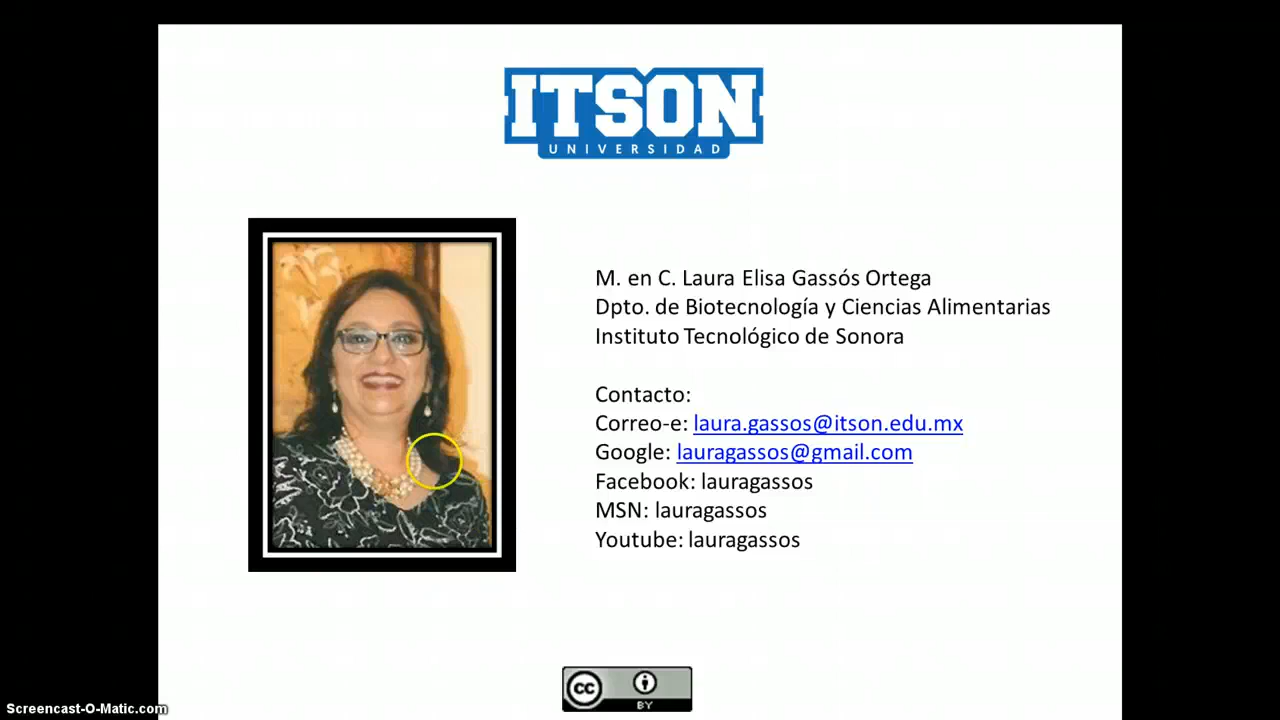 ITSON
UNIVERSIDAD
M. en C. Laura Elisa Gassós Ortega
Dpto. de Biotecnología y Ciencias Alimentarias
Instituto Tecnológico de Sonora
Contacto:
Correo-e: laura.gassos@itson.edu.mx
Google: lauragassos@gmail.com
Facebook: lauragassos
MSN: lauragassos
Youtube: lauragassos
cc
BY
Screencast-O-Matic.com